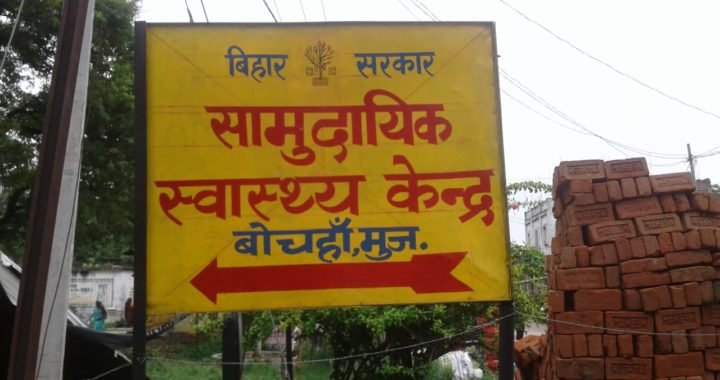 बिहार सरकार
सामुदायिक
स्वास्थ्य केन्द्र
बोचहाँ, मुज.